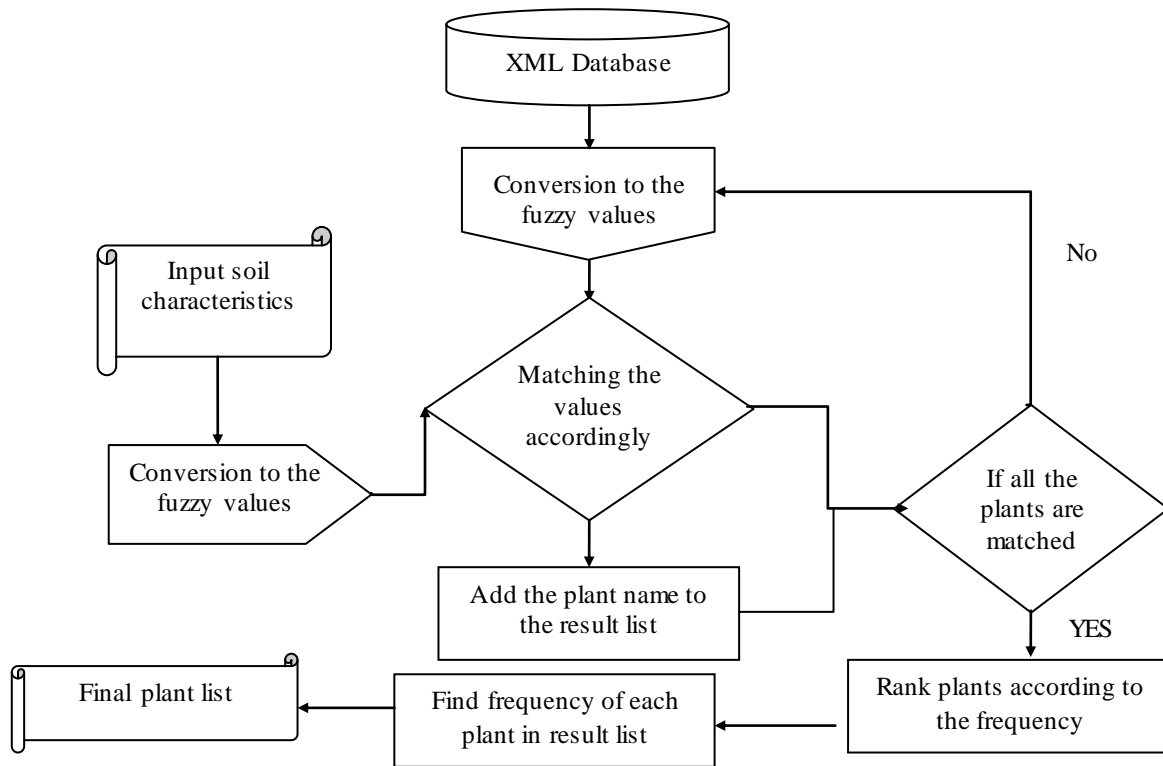 XML Database
Conversion to the
fuzzy values
No
Input soil
characteristics
Matching the
values
accordingly
Conversion to the
fuzzy values
If all the
plants are
matched
Add the plant name to
the result list
YES
Rank plants according to
the frequency
Find frequency of each
plant in result list
Final plant list